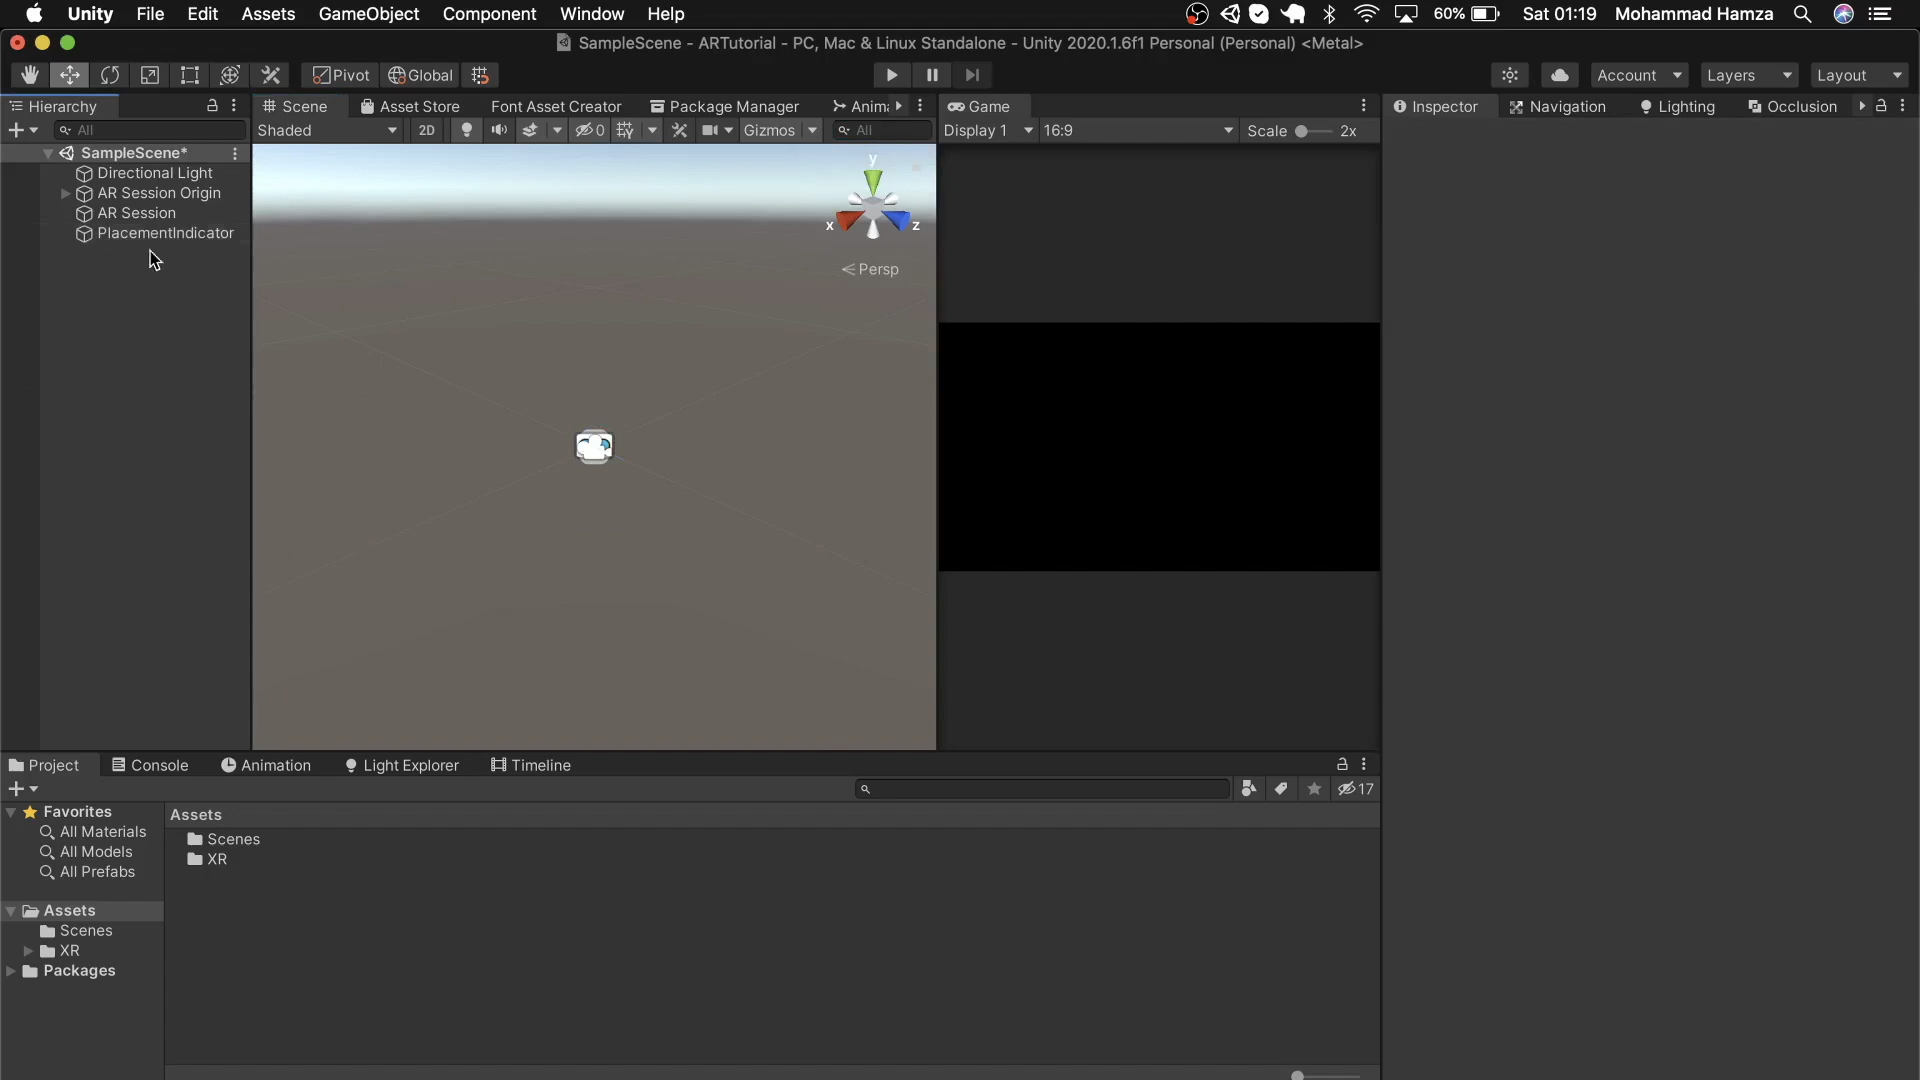 Unity File Edit Assets GameObject Component Window Help 60% Sat 01:19 Mohammad Hamza
SampleScene - ARTutorial - PC, Mac & Linux Standalone - Unity 2020.1.6f1 Personal (Personal) <Metal>
Pivot Global Account Layers Layout
Hierarchy Scene Asset Store Font Asset Creator Package Manager Anima Game Inspector Navigation Lighting Occlusion
All Shaded 2D 0 Gizmos All Display 1 16:9 Scale 2x
SampleScene*
Directional Light
AR Session Origin
AR Session
PlacementIndicator
y
x
z
Persp
Project Console Animation Light Explorer Timeline
17
Favorites
All Materials
All Models
All Prefabs
Assets
Scenes
XR
Packages
Assets
Scenes
XR